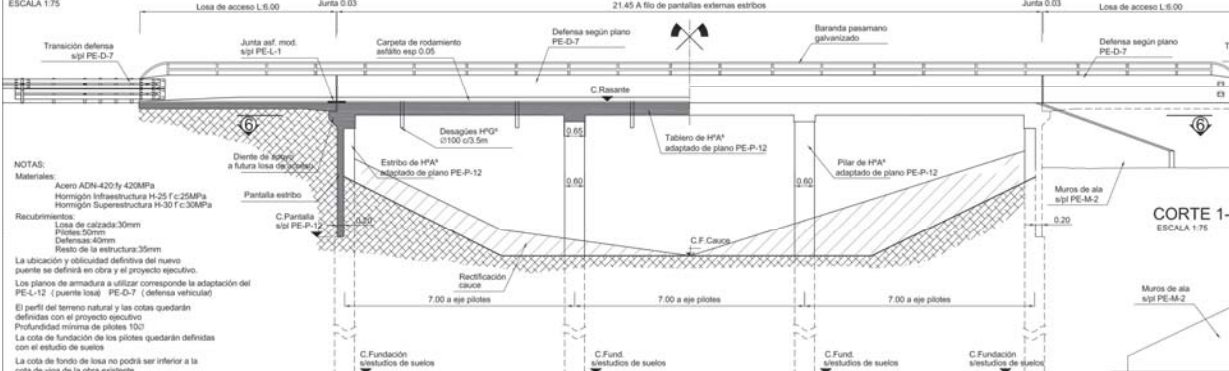 ESCALA 1:75
Losa de acceso L:6.00
Junta 0.03
21.45 A filo de pantallas externas estribos
Junta 0.03
Losa de acceso L:6.00
Transición defensa
s/pl PE-D-7
Junta asf. mod.
s/pl PE-L-1
Carpeta de rodamiento
asfálto esp 0.05
Defensa según plano
PE-D-7
Baranda pasamano
galvanizado
Defensa según plano
PE-D-7
C.Rasante
6
6
Desagües HºGº
Ø100 c/3.5m
0.65
Tablero de HºAº
adaptado de plano PE-P-12
Diente de apoyo
a futura losa de acceso
Estribo de HºAº
adaptado de plano PE-P-12
Pilar de HºAº
adaptado de plano PE-P-12
Pantalla estribo
0.60
0.60
C.Pantalla
s/pl PE-P-12
0.20
Muros de ala
s/pl PE-M-2
0.20
CORTE 1-
ESCALA 1:75
C.F.Cauce
Rectificación
cauce
7.00 a eje pilotes
7.00 a eje pilotes
7.00 a eje pilotes
Muros de ala
s/pl PE-M-2
C.Fundación
s/estudios de suelos
C.Fund.
s/estudios de suelos
C.Fund.
s/estudios de suelos
C.Fundación
s/estudios de suelos
NOTAS:
Materiales:
Acero ADN-420:fy 420MPa
Hormigón Infraestructura H-25 f'c:25MPa
Hormigón Superestructura H-30 f'c:30MPa
Recubrimientos:
Losa de calzada:30mm
Pilotes:50mm
Defensas:40mm
Resto de la estructura:35mm
La ubicación y oblicuidad definitiva del nuevo
puente se definirá en obra y el proyecto ejecutivo.
Los planos de armadura a utilizar corresponde la adaptación del
PE-L-12 ( puente losa) PE-D-7 ( defensa vehicular)
El perfil del terreno natural y las cotas quedarán
definidas con el proyecto ejecutivo
Profundidad mínima de pilotes 10Ø
La cota de fundación de los pilotes quedarán definidas
con el estudio de suelos
La cota de fondo de losa no podrá ser inferior a la
cota de viga de la obra existente